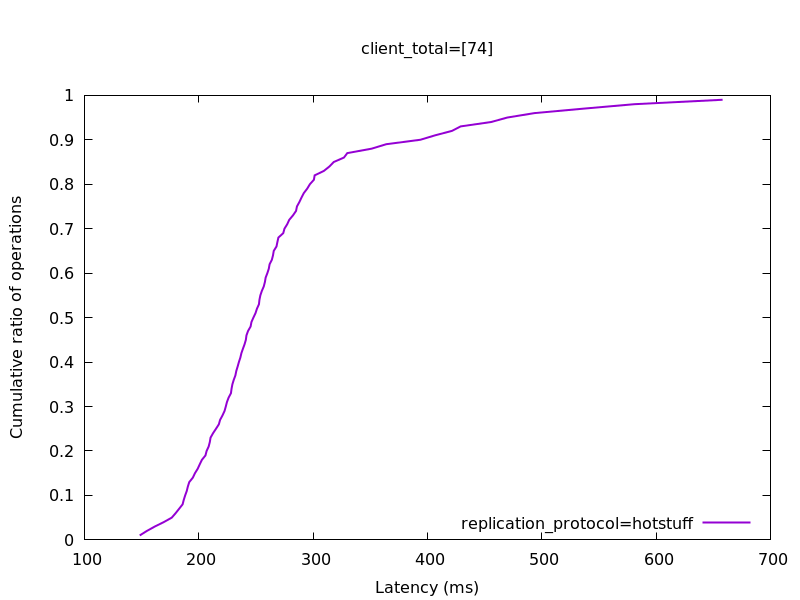 client_total=[74]
1
0.9
0.8
0.7
0.6
0.5
0.4
0.3
0.2
0.1
0
Cumulative ratio of operations
replication_protocol=hotstuff
100 200 300 400 500 600 700
Latency (ms)